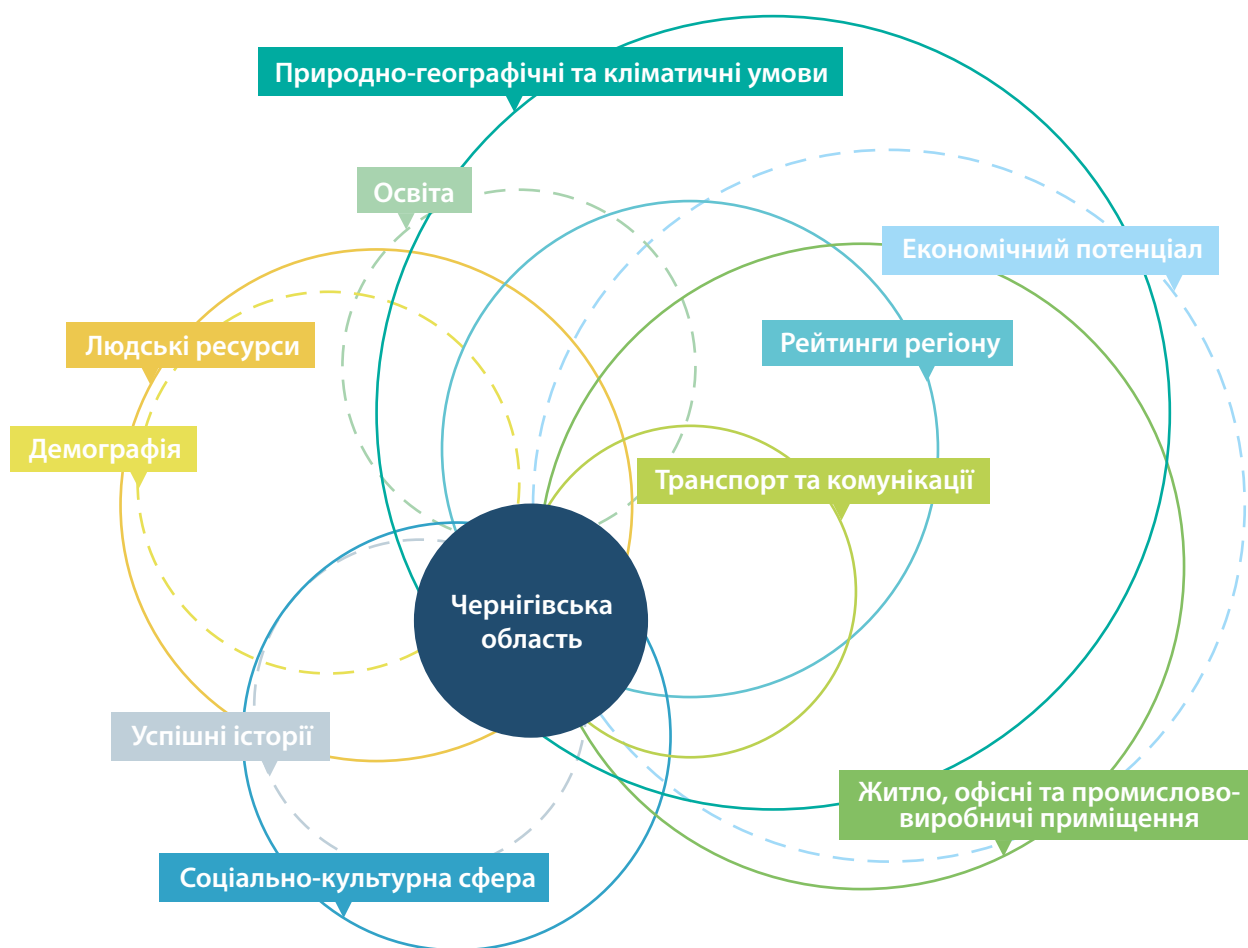 Природно-географічні та кліматичні умови
Освіта
Економічний потенціал
Людські ресурси
Рейтинги регіону
Демографія
Транспорт та комунікації
Чернігівська
область
Успішні історії
Житло, офісні та промислово-
виробничі приміщення
Соціально-культурна сфера